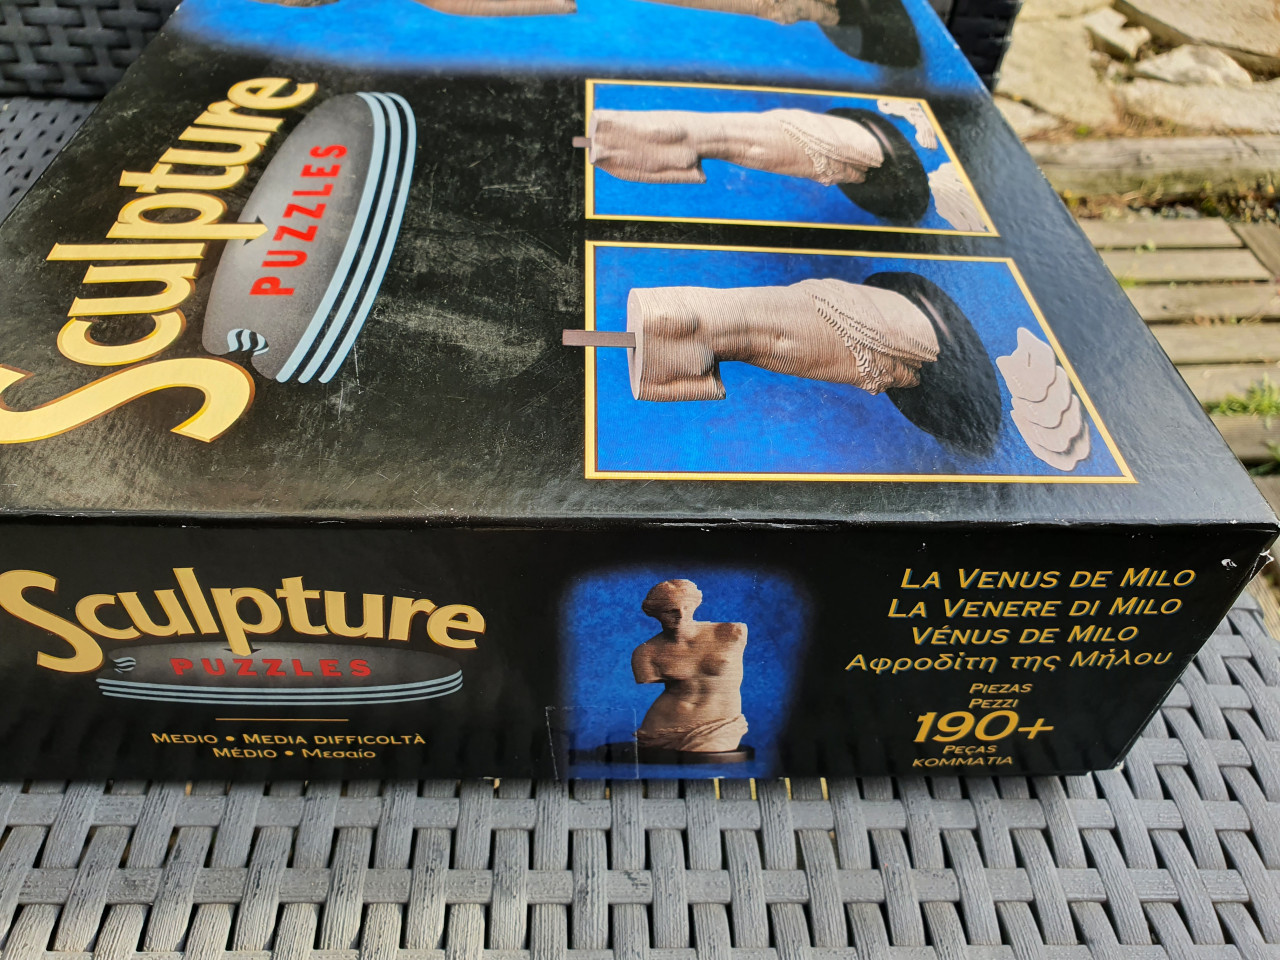 Sculpture
PUZZLES
Sculpture
PUZZLES
MEDIO • MEDIA DIFFICOLTÀ
MÉDIO • Μεσαίο
LA VENUS DE MILO
LA VENERE DI MILO
VÉNUS DE MILO
Αφροδίτη της Μήλου
PIEZAS
PEZZI
190+
PEÇAS
KOMMATIA